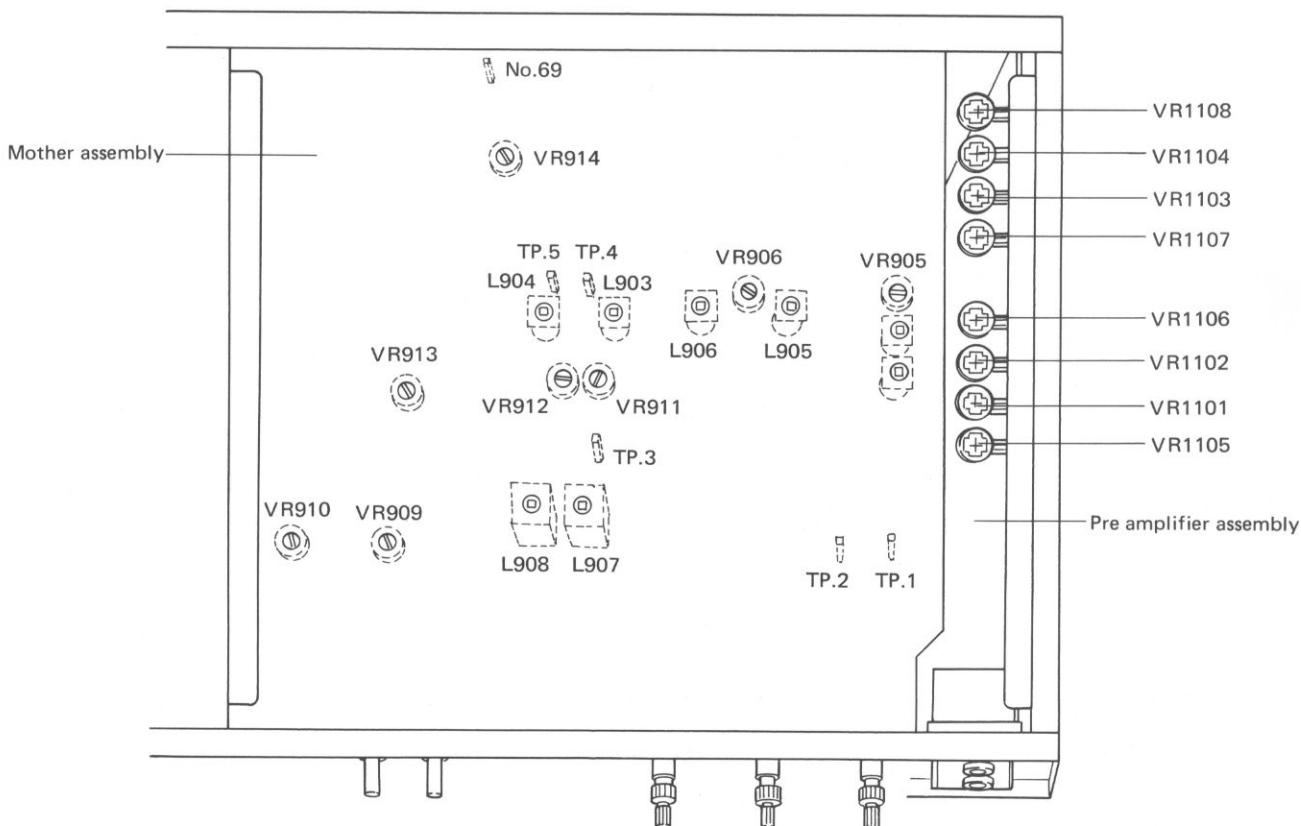 No.69
VR1108
Mother assembly
VR914
VR1104
VR1103
VR1107
TP.5 TP.4
VR906
VR905
L904
L903
VR1106
L906
L905
VR913
VR1102
VR912
VR911
VR1101
VR1105
TP.3
VR910
VR909
Pre amplifier assembly
L908
L907
TP.2
TP.1